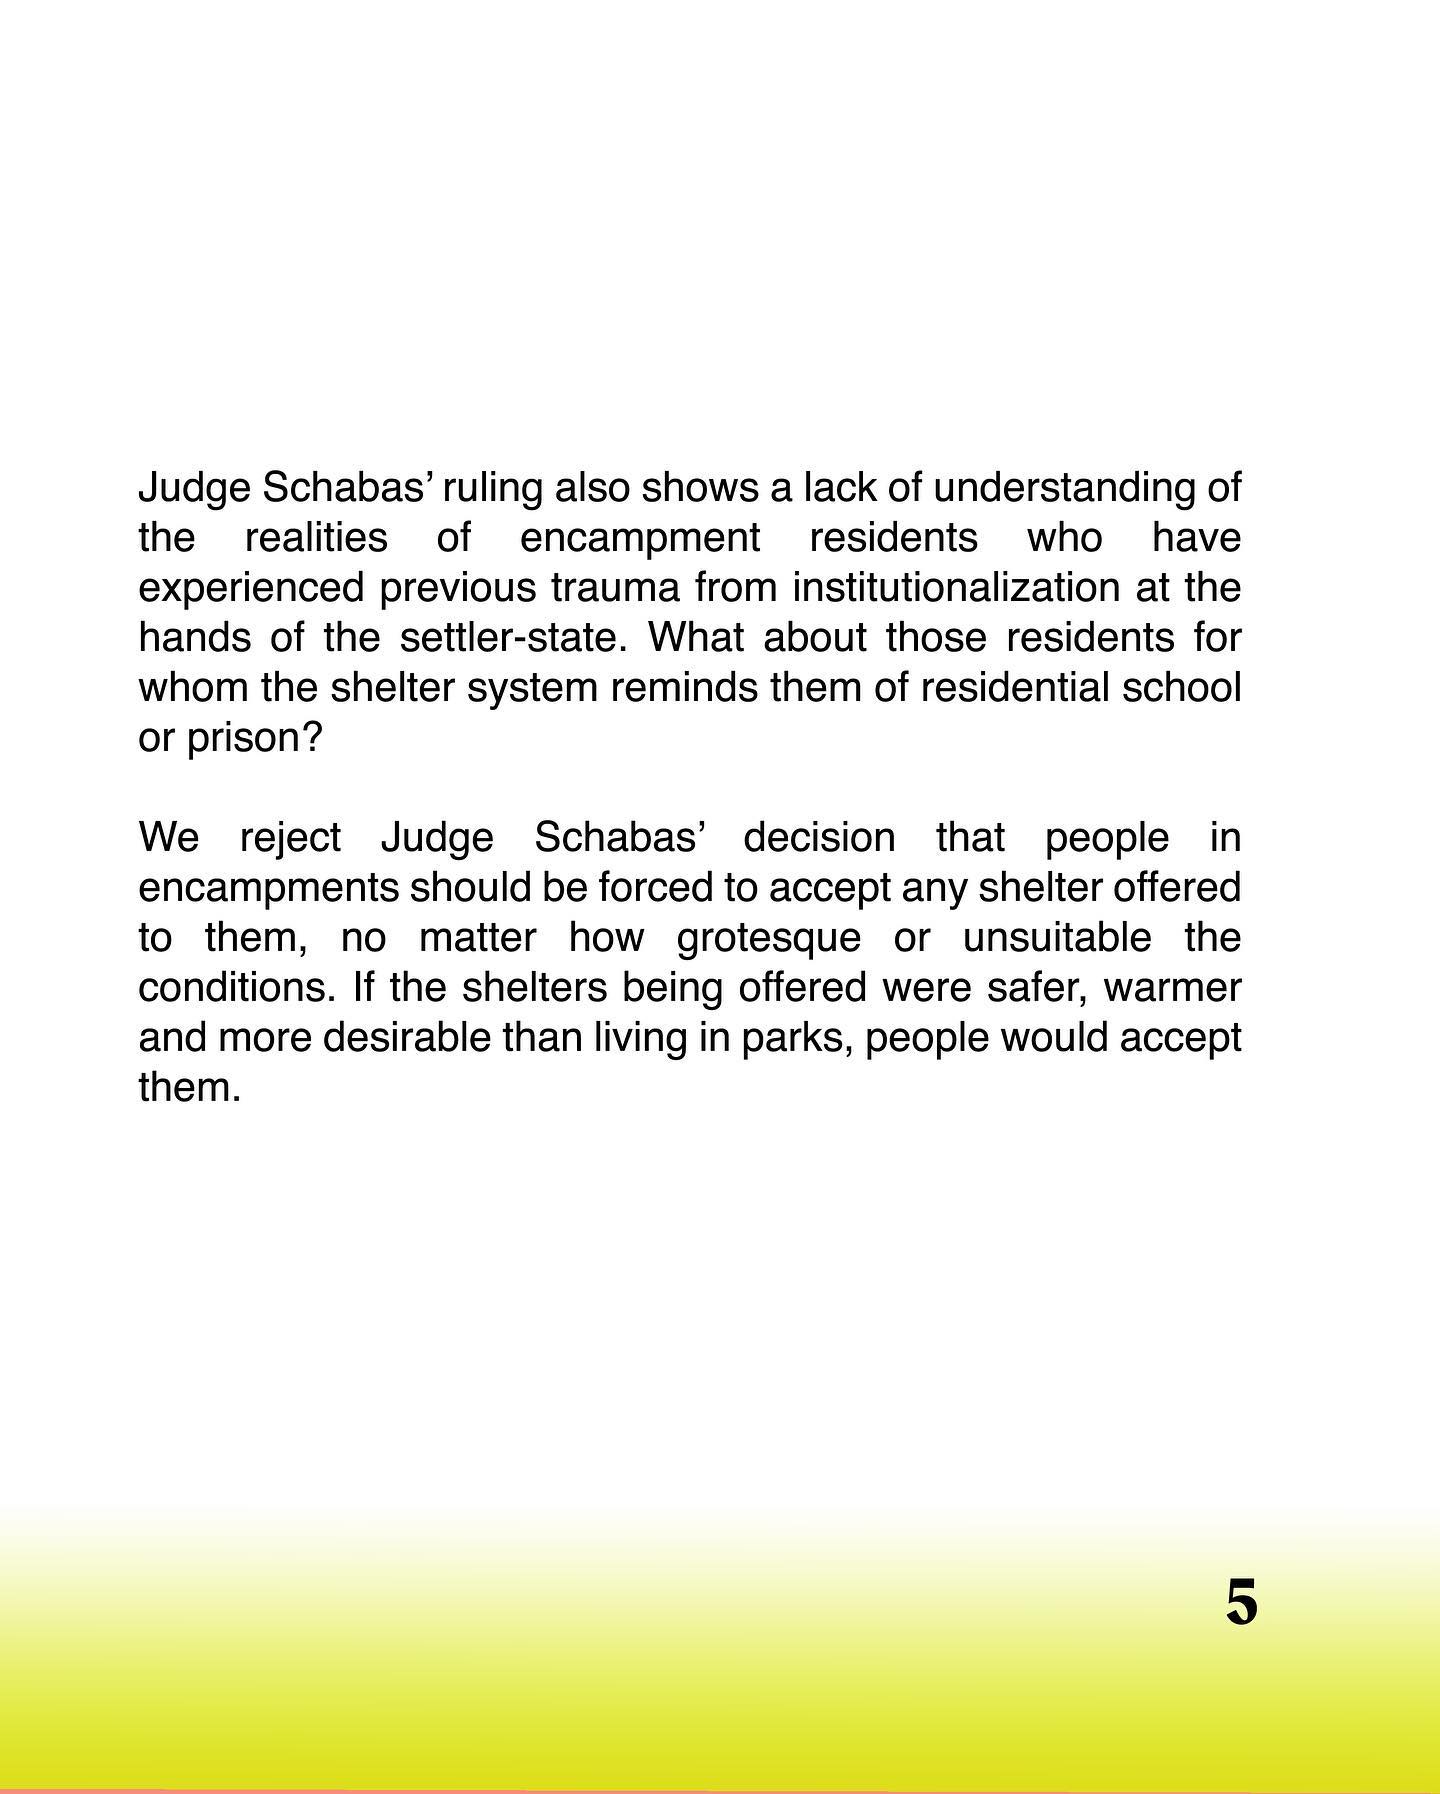 Judge Schabas’ ruling also shows a lack of understanding of
the realities of encampment residents who have
experienced previous trauma from institutionalization at the
hands of the settler-state. What about those residents for
whom the shelter system reminds them of residential school
or prison?
We reject Judge Schabas’ decision that people in
encampments should be forced to accept any shelter offered
to them, no matter how grotesque or unsuitable the
conditions. If the shelters being offered were safer, warmer
and more desirable than living in parks, people would accept
them.
5